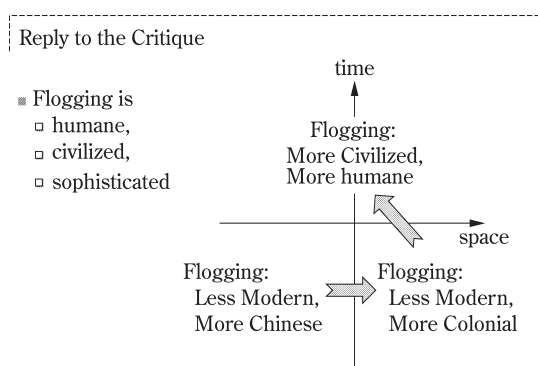 Reply to the Critique
Flogging is
humane,
civilized,
sophisticated
time
Flogging:
More Civilized,
More humane
space
Flogging:
Less Modern,
More Chinese
Flogging:
Less Modern,
More Colonial